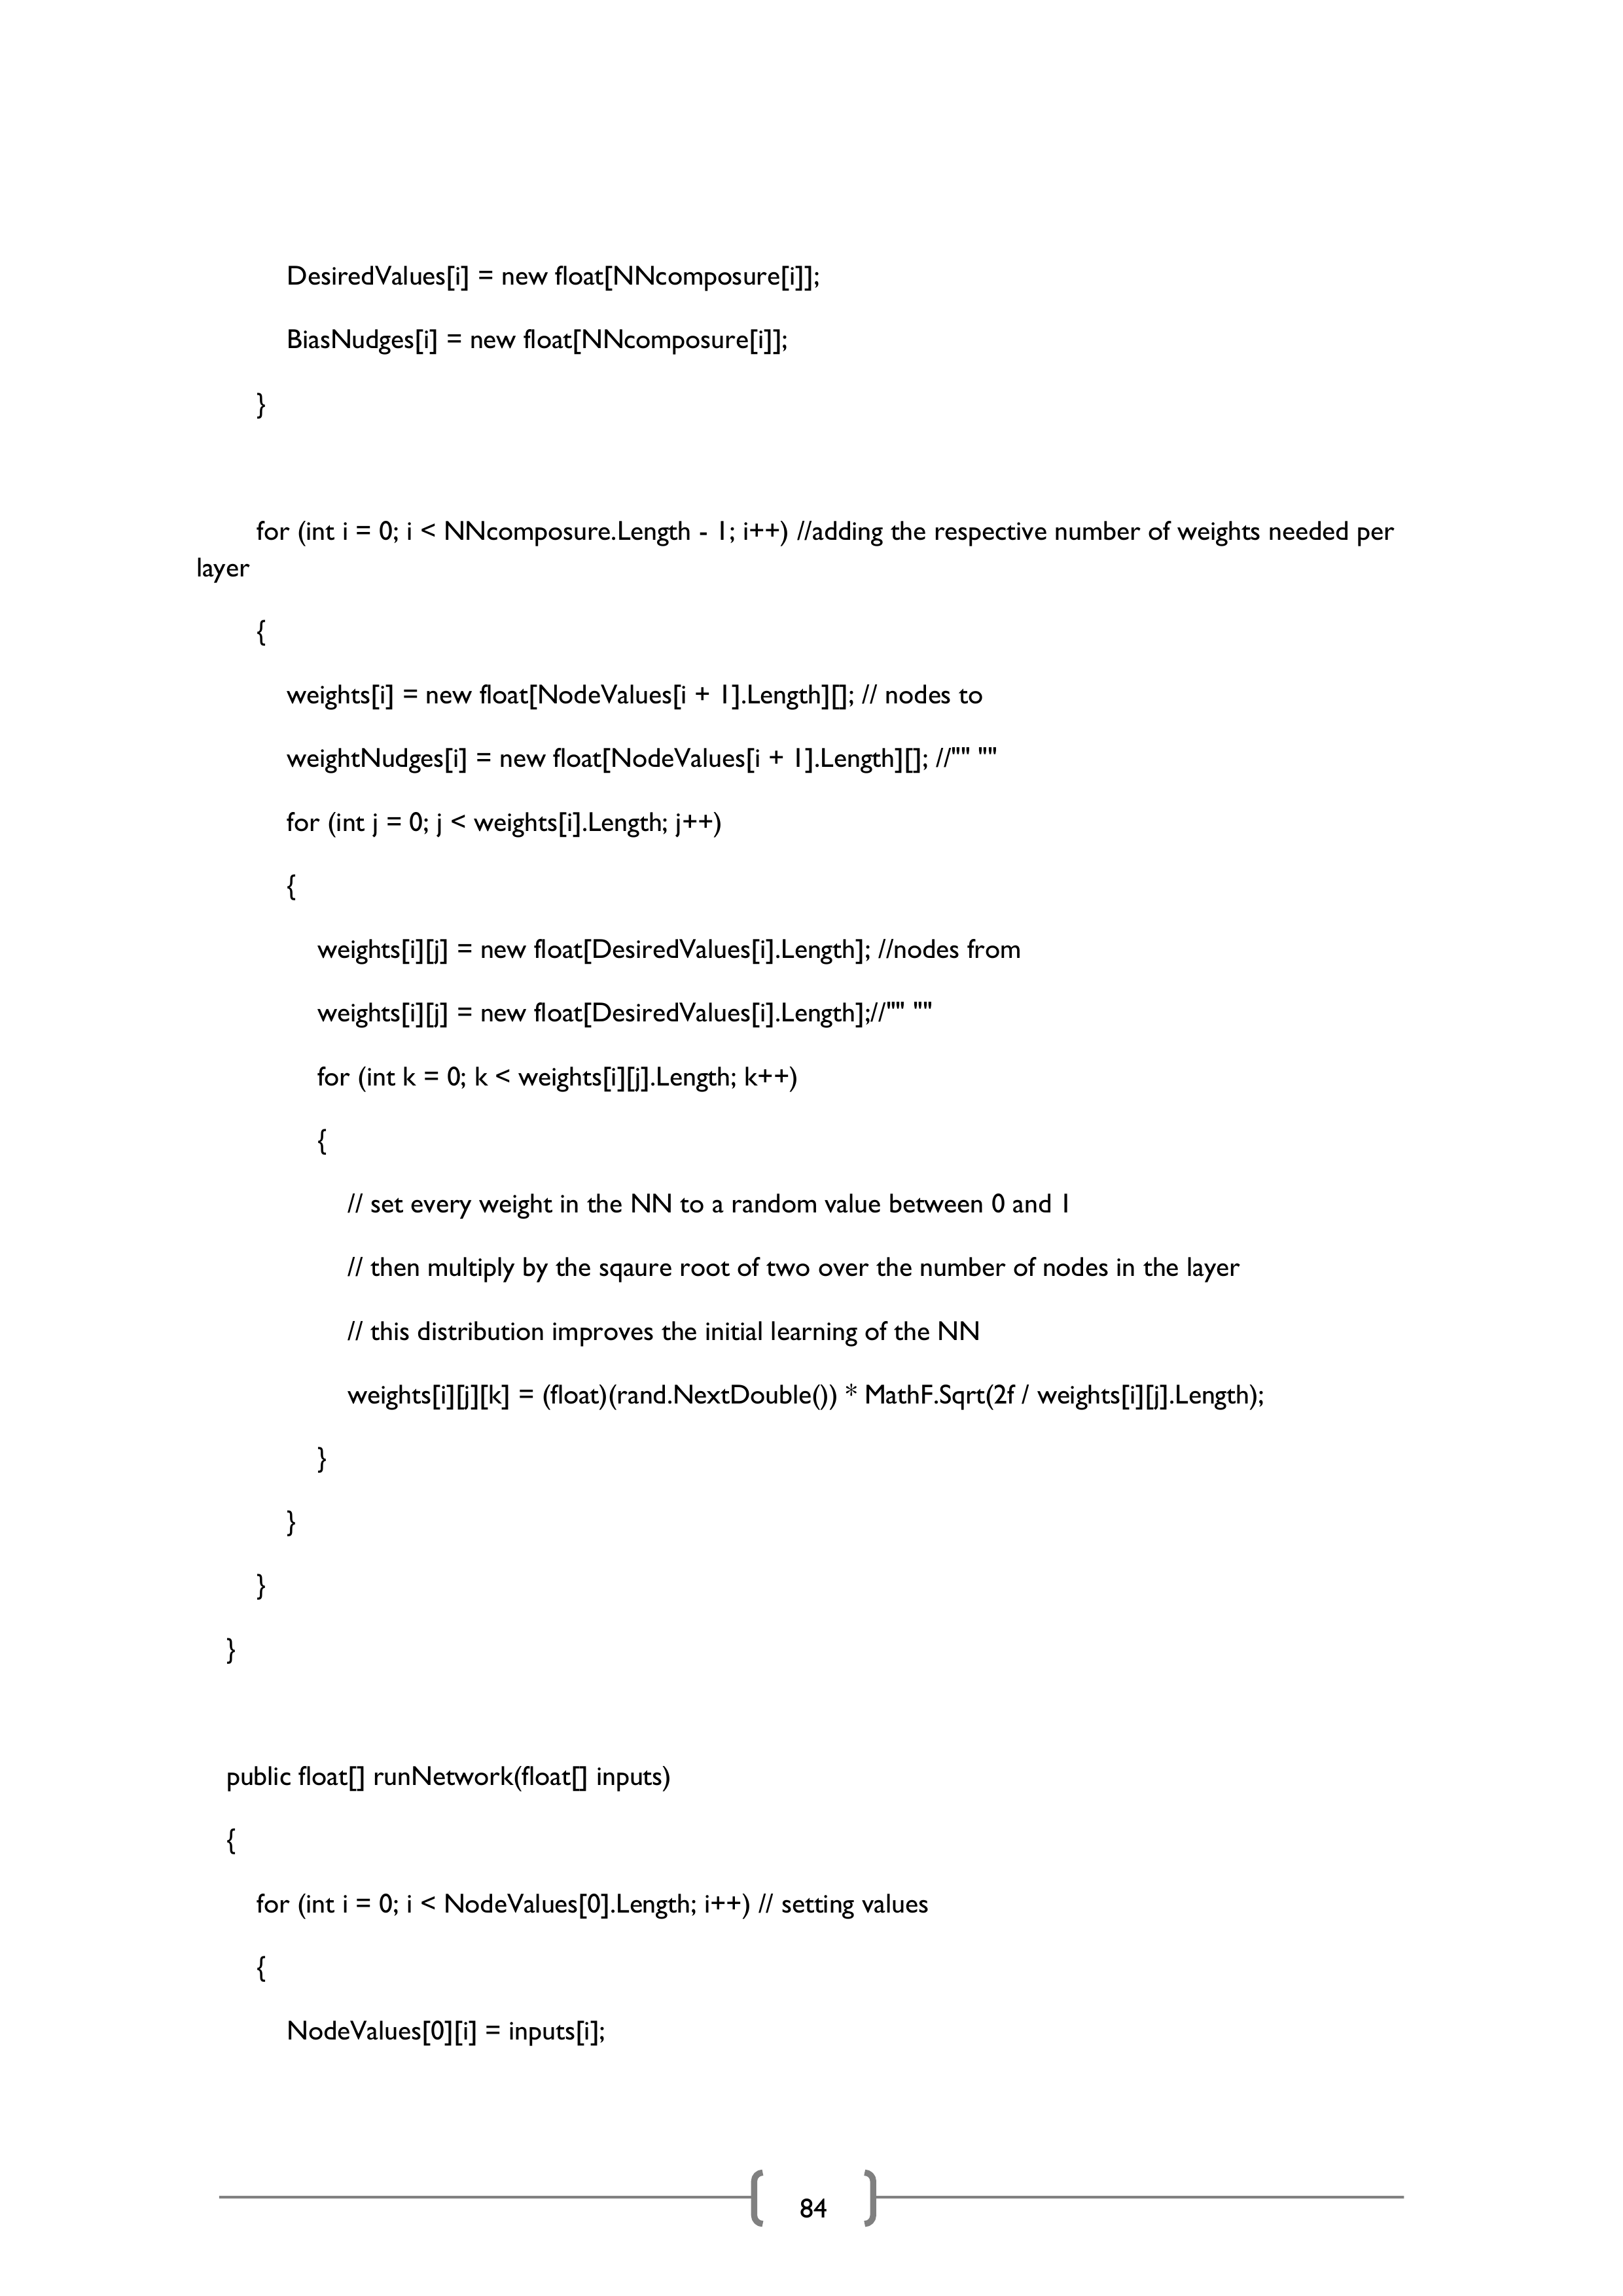 DesiredValues[i] = new float[NNcomposure[i]];
BiasNudges[i] = new float[NNcomposure[i]];
}
for (int i = 0; i < NNcomposure.Length - 1; i++) //adding the respective number of weights needed per
layer
{
weights[i] = new float[NodeValues[i + 1].Length][]; // nodes to
weightNudges[i] = new float[NodeValues[i + 1].Length][]; //"" ""
for (int j = 0; j < weights[i].Length; j++)
{
weights[i][j] = new float[DesiredValues[i].Length]; //nodes from
weights[i][j] = new float[DesiredValues[i].Length];//"" ""
for (int k = 0; k < weights[i][j].Length; k++)
{
// set every weight in the NN to a random value between 0 and 1
// then multiply by the sqaure root of two over the number of nodes in the layer
// this distribution improves the initial learning of the NN
weights[i][j][k] = (float)(rand.NextDouble()) * MathF.Sqrt(2f / weights[i][j].Length);
}
}
}
}
public float[] runNetwork(float[] inputs)
{
for (int i = 0; i < NodeValues[0].Length; i++) // setting values
{
NodeValues[0][i] = inputs[i];
84